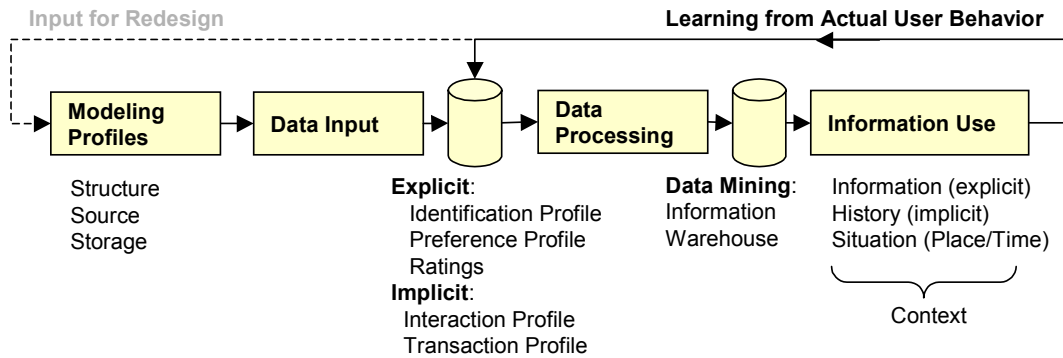 Input for Redesign
Learning from Actual User Behavior
Modeling
Profiles
Data Input
Data
Processing
Information Use
Structure
Source
Storage
Explicit:
Identification Profile
Preference Profile
Ratings
Implicit:
Interaction Profile
Transaction Profile
Data Mining:
Information
Warehouse
Information (explicit)
History (implicit)
Situation (Place/Time)
Context